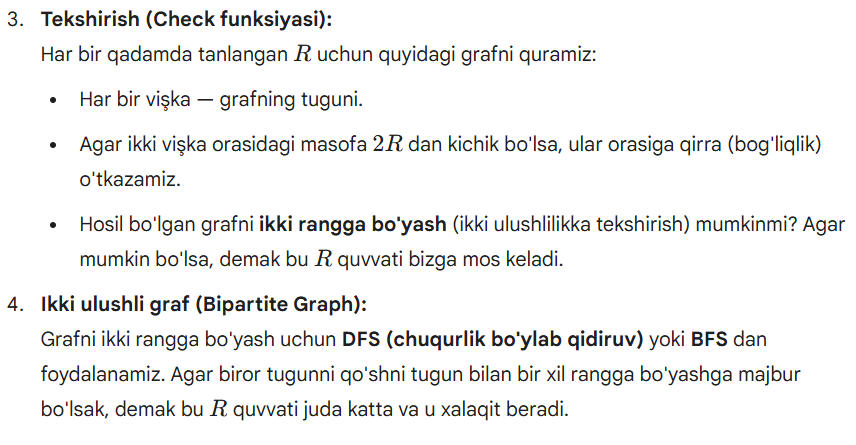 3. Tekshirish (Check funksiyasi):
Har bir qadamda tanlangan R uchun quyidagi grafni quramiz:
• Har bir vişka — grafning tuguni.
• Agar ikki vişka orasidagi masofa 2R dan kichik bo'lsa, ular orasiga qirra (bog'liqlik)
o'tkazamiz.
• Hosil bo'lgan grafni ikki rangga bo'yash (ikki ulushlilikka tekshirish) mumkinmi? Agar
mumkin bo'lsa, demak bu R quvvati bizga mos keladi.
4. Ikki ulushli graf (Bipartite Graph):
Grafni ikki rangga bo'yash uchun DFS (chuqurlik bo'ylab qidiruv) yoki BFS dan
foydalanamiz. Agar biror tugunni qo'shni tugun bilan bir xil rangga bo'yashga majbur
bo'lsak, demak bu R quvvati juda katta va u xalaqit beradi.